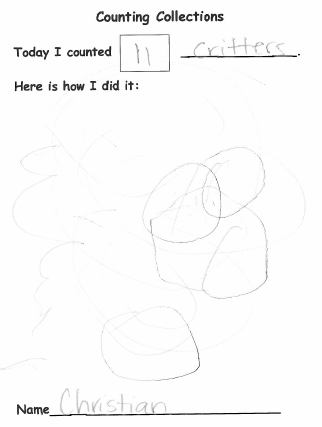 Counting Collections
Today I counted 11 critters.
Here is how I did it:
Name Christian